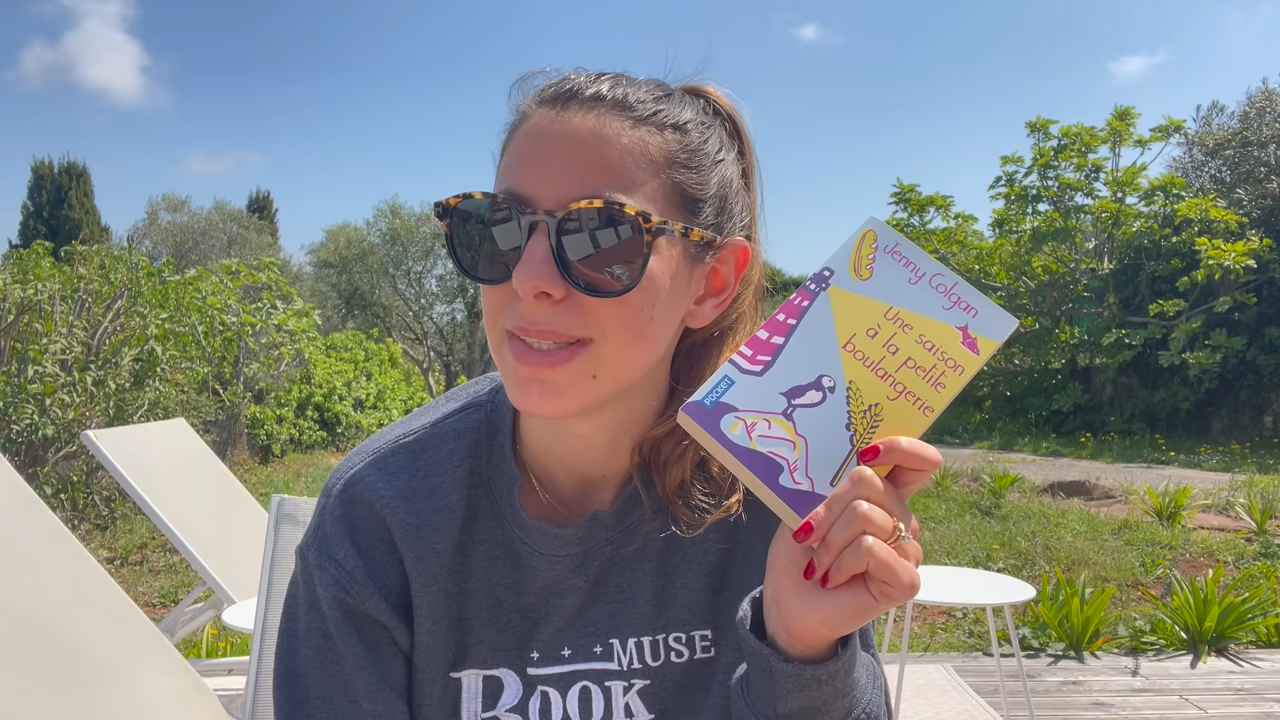 Jenny Colgan
Une saison
à la petite
boulangerie
POCKET
MUSE
BOOK